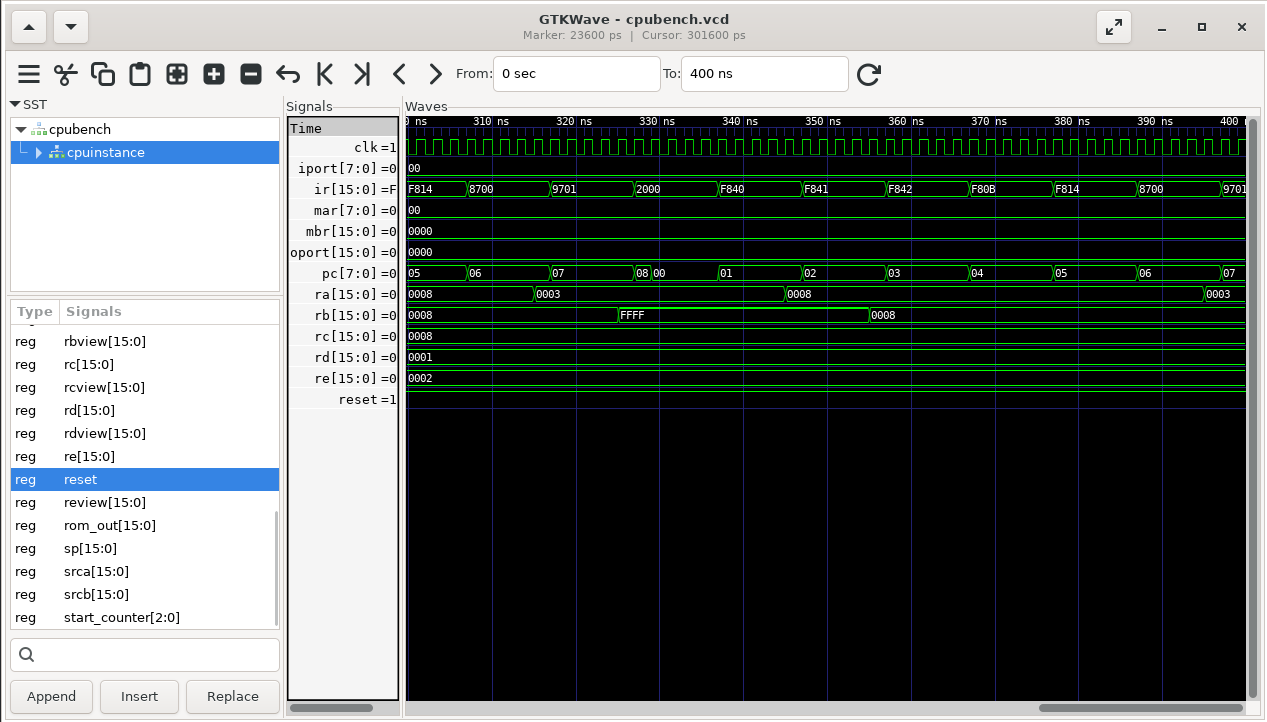 GTKWave - cpubench.vcd
Marker: 23600 ps | Cursor: 301600 ps
From: 0 sec To: 400 ns
SST
cpubench
cpuinstance
Type Signals
reg rbview[15:0]
reg rc[15:0]
reg rcview[15:0]
reg rd[15:0]
reg rdview[15:0]
reg re[15:0]
reg reset
reg review[15:0]
reg rom_out[15:0]
reg sp[15:0]
reg srca[15:0]
reg srcb[15:0]
reg start_counter[2:0]
Append Insert Replace
Signals
Time
clk =1
iport[7:0] =0
ir[15:0] =F
mar[7:0] =0
mbr[15:0] =0
oport[15:0] =0
pc[7:0] =0
ra[15:0] =0
rb[15:0] =0
rc[15:0] =0
rd[15:0] =0
re[15:0] =0
reset =1
Waves
ns 310 ns 320 ns 330 ns 340 ns 350 ns 360 ns 370 ns 380 ns 390 ns 400
00
F814 8700 9701 2000 F840 F841 F842 F80B F814 8700 9701
00
0000
0000
05 06 07 08 00 01 02 03 04 05 06 07
0008 0003 0008 0003
0008 FFFF 0008
0008
0001
0002